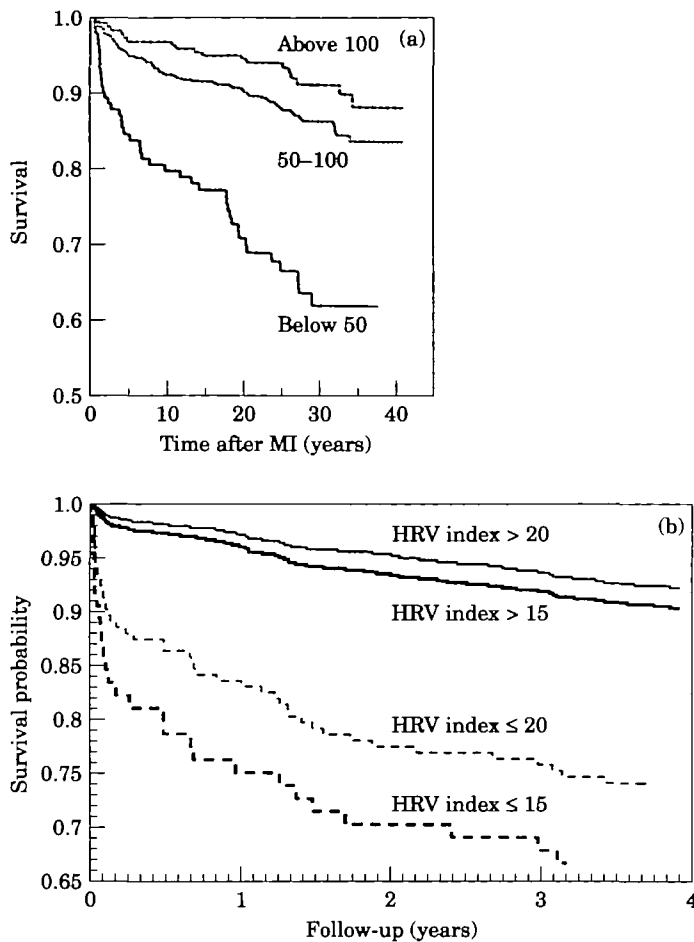 1.0
Above 100
(a)
0.9
50–100
0.8
Survival
0.7
Below 50
0.6
0.5
0
10
20
30
40
Time after MI (years)
1.0
(b)
HRV index > 20
0.95
HRV index > 15
0.9
0.85
Survival probability
0.8
HRV index ≤ 20
0.75
HRV index ≤ 15
0.7
0.65
0
1
2
3
4
Follow-up (years)